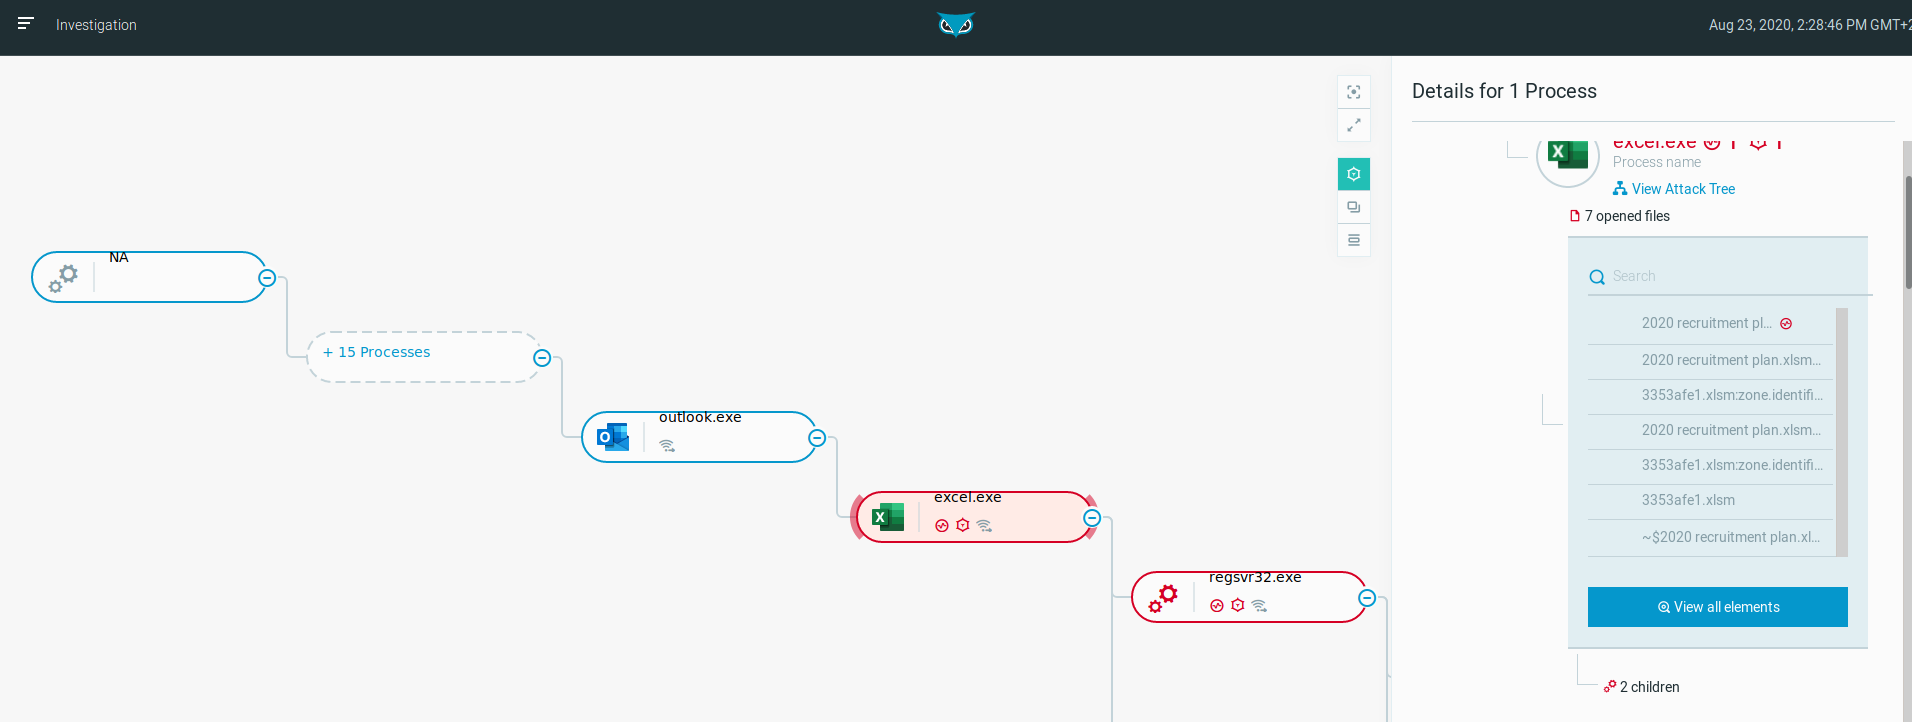 Investigation
Aug 23, 2020, 2:28:46 PM GMT+2
Details for 1 Process
excel.exe 1 1
Process name
View Attack Tree
7 opened files
Search
2020 recruitment pl...
2020 recruitment plan.xlsm...
3353afe1.xlsm:zone.identifi...
2020 recruitment plan.xlsm...
3353afe1.xlsm:zone.identifi...
3353afe1.xlsm
~$2020 recruitment plan.xl...
View all elements
2 children
NA
+ 15 Processes
outlook.exe
excel.exe
regsvr32.exe